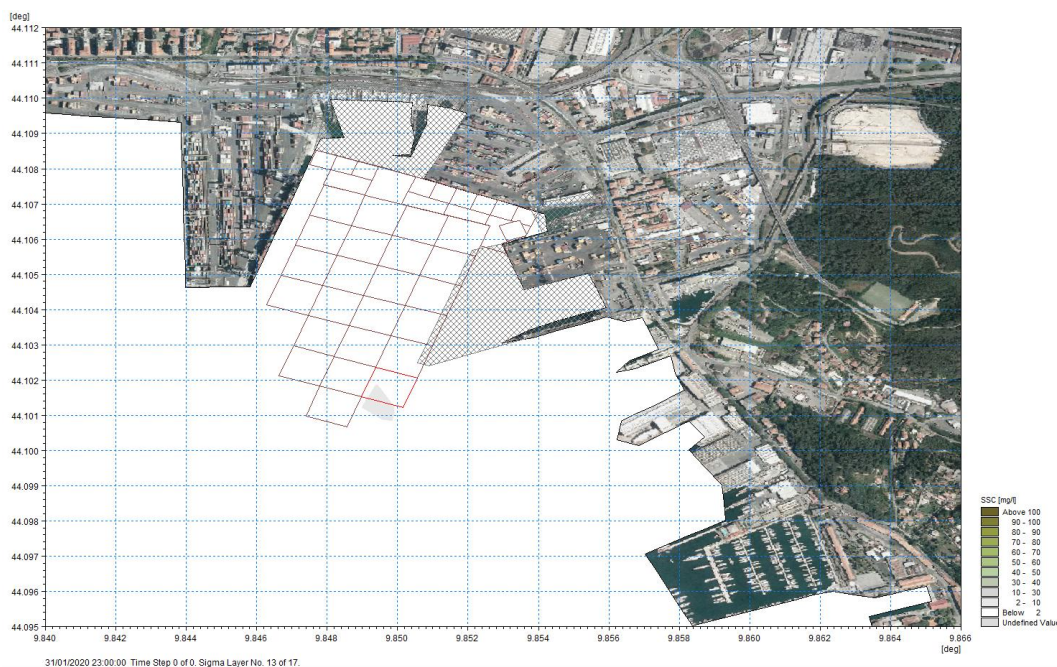 [deg]
44.112
44.111
44.110
44.109
44.108
44.107
44.106
44.105
44.104
44.103
44.102
44.101
44.100
44.099
44.098
44.097
44.096
44.095
9.840 9.842 9.844 9.846 9.848 9.850 9.852 9.854 9.856 9.858 9.860 9.862 9.864 9.866
[deg]
SSC [mg/l]
Above 100
90 - 100
80 - 90
70 - 80
60 - 70
50 - 60
40 - 50
30 - 40
10 - 30
2 - 10
Below 2
Undefined Value
31/01/2020 23:00:00 Time Step 0 of 0. Sigma Layer No. 13 of 17.